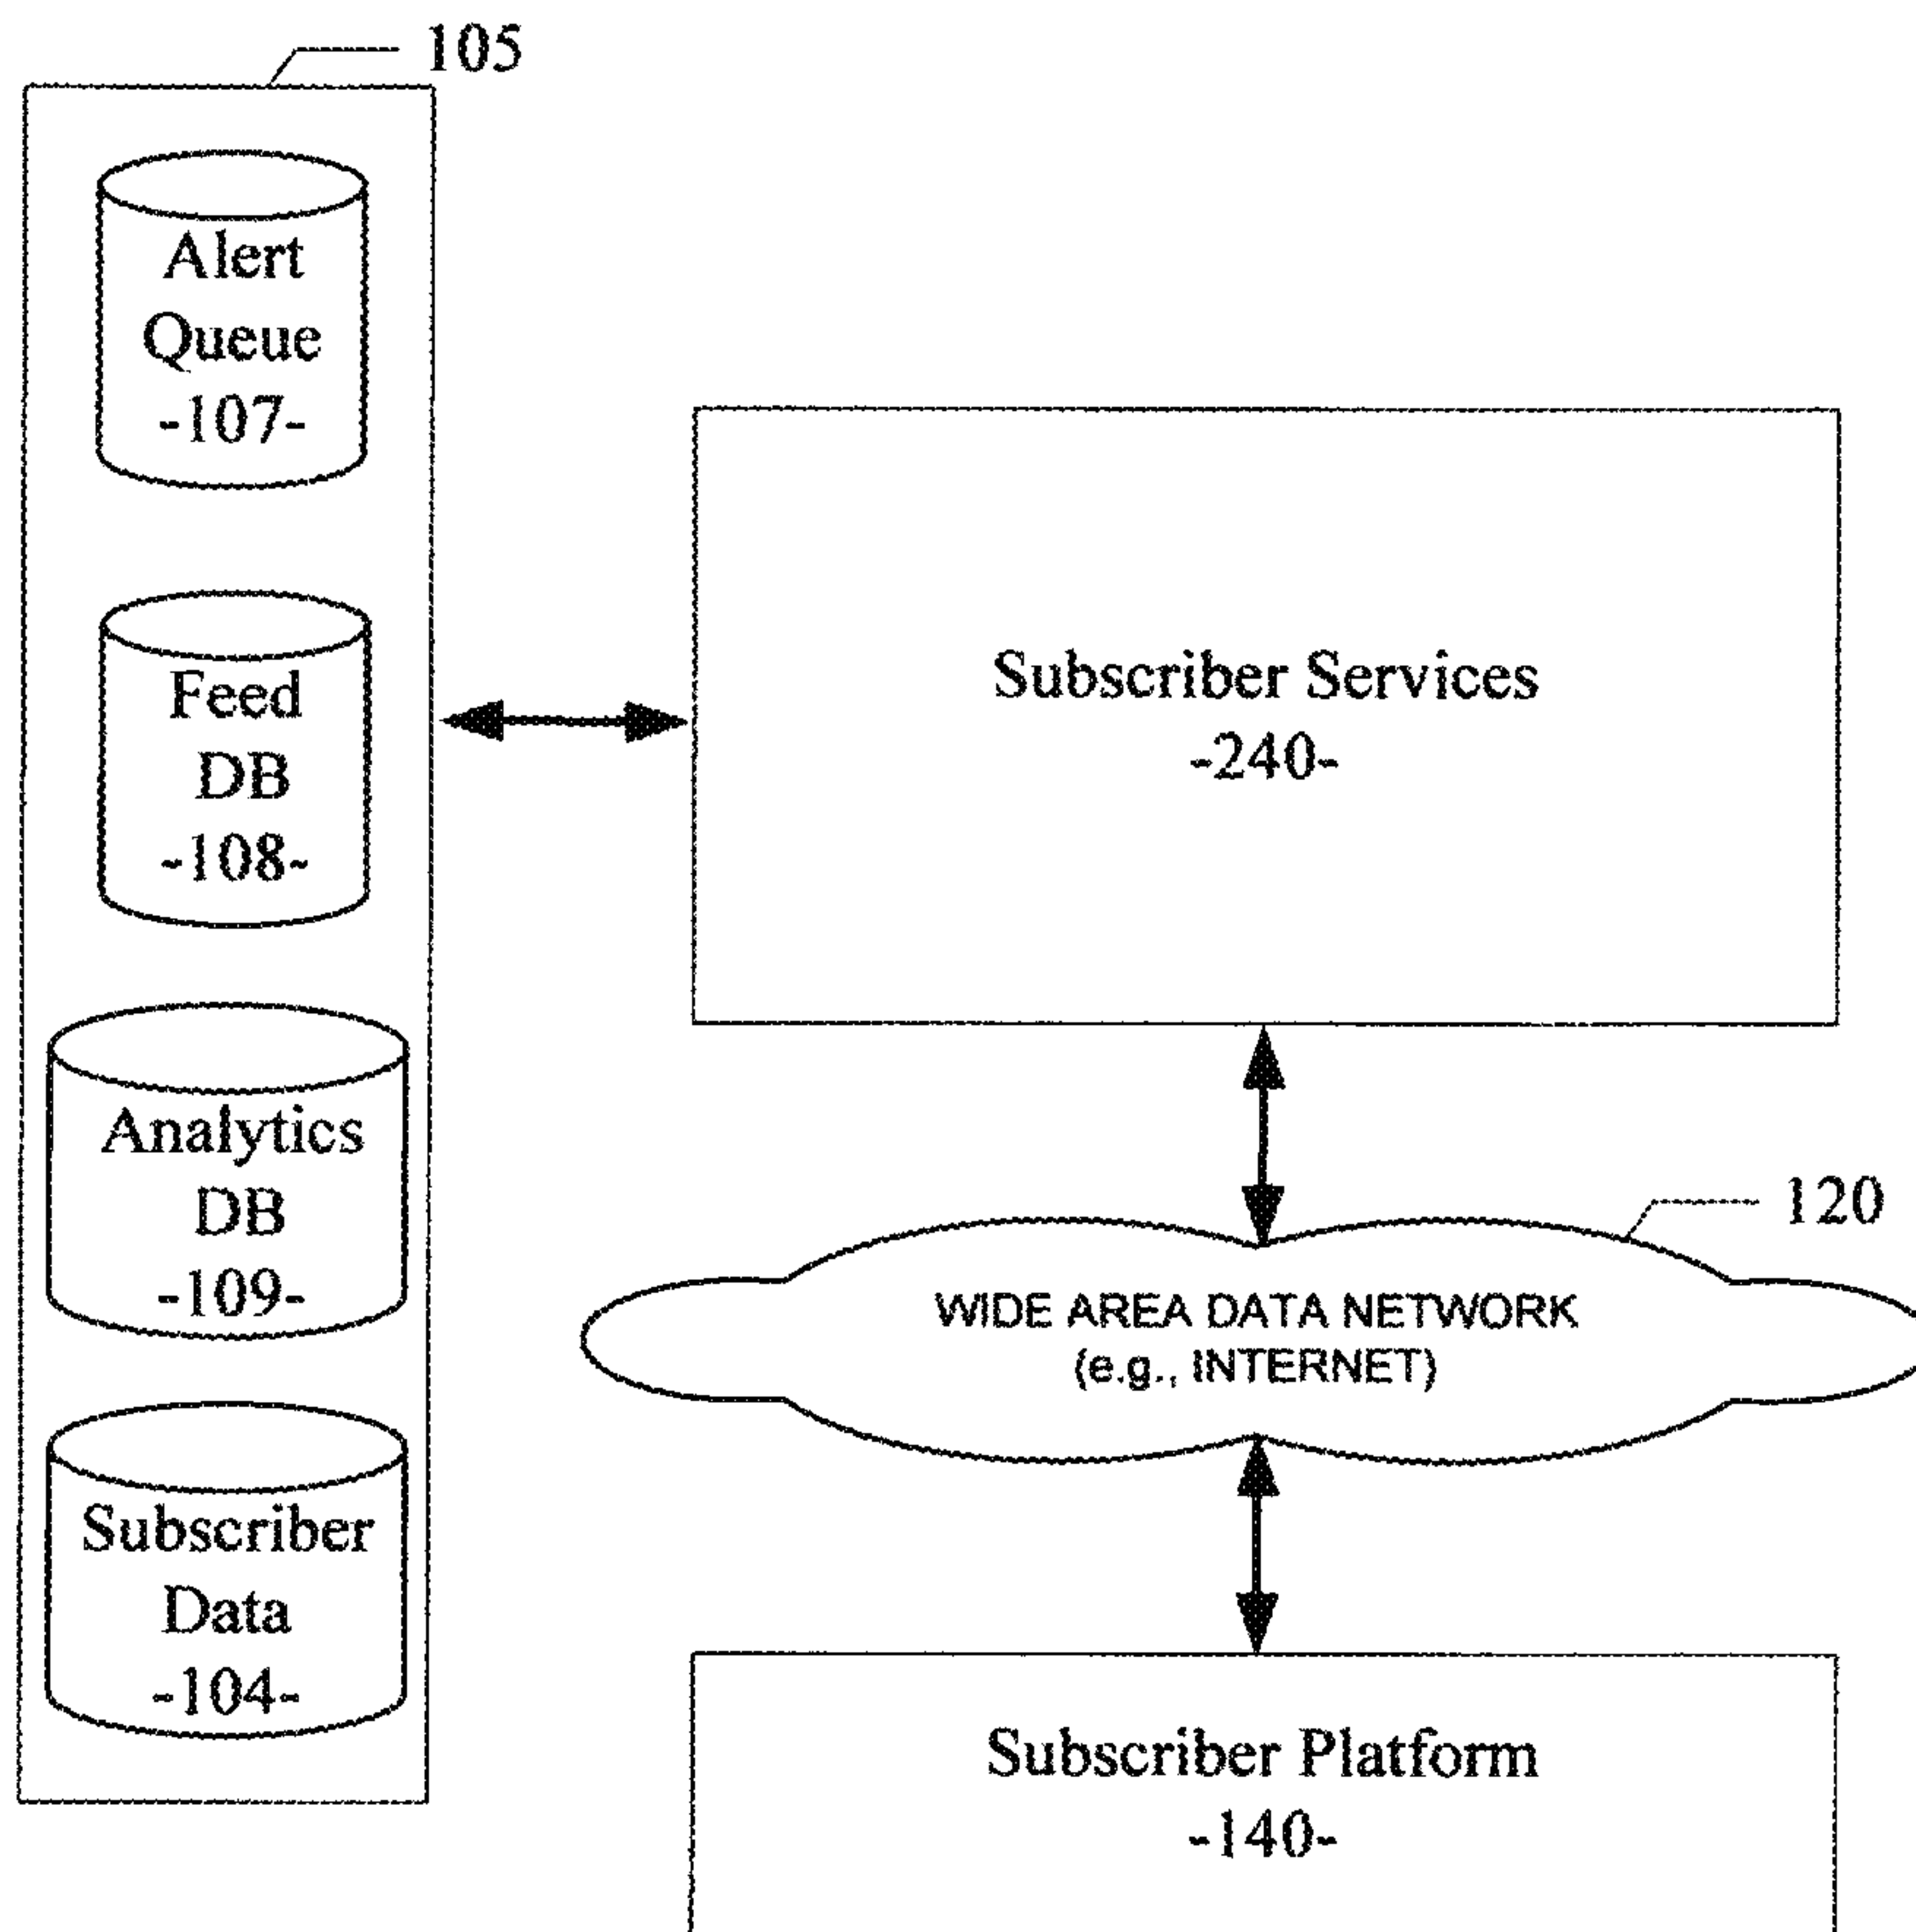 105
Alert
Queue
-107-
Feed
DB
-108-
Analytics
DB
-109-
Subscriber
Data
-104-
Subscriber Services
-240-
120
WIDE AREA DATA NETWORK
(e.g., INTERNET)
Subscriber Platform
-140-